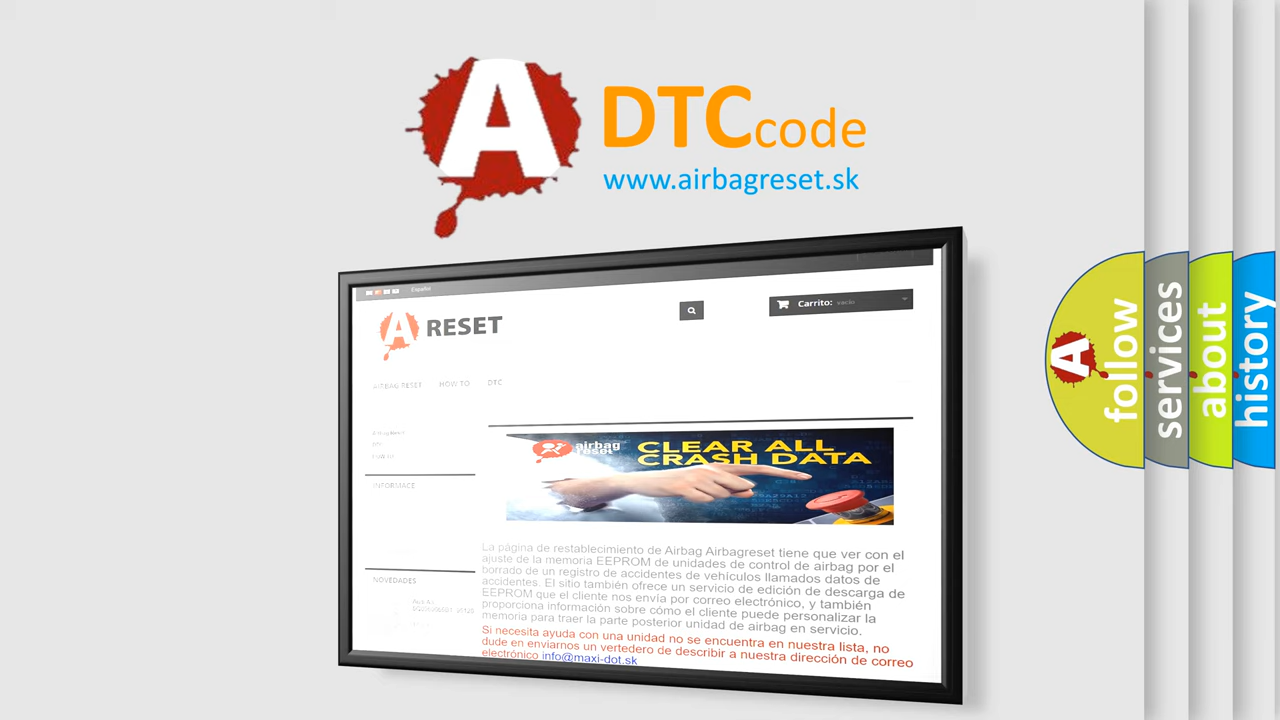 A
DTCcode
www.airbagreset.sk
Español
A RESET
Carrito: vacío
AIRBAG RESET HOW TO DTC
INFORMACE
NOVEDADES
airbag
reset
CLEAR ALL
CRASH DATA
La página de restablecimiento de Airbag Airbagreset tiene que ver con el
ajuste de la memoria EEPROM de unidades de control de airbag por el
borrado de un registro de accidentes de vehículos llamados datos de
accidentes. El sitio también ofrece un servicio de edición de descarga de
EEPROM que el cliente nos envía por correo electrónico, y también
proporciona información sobre cómo el cliente puede personalizar la
memoria para traer la parte posterior unidad de airbag en servicio.
Si necesita ayuda con una unidad no se encuentra en nuestra lista, no
dude en enviarnos un vertedero de describir a nuestra dirección de correo
electrónico info@maxi-dot.sk
A
follow
services
about
history